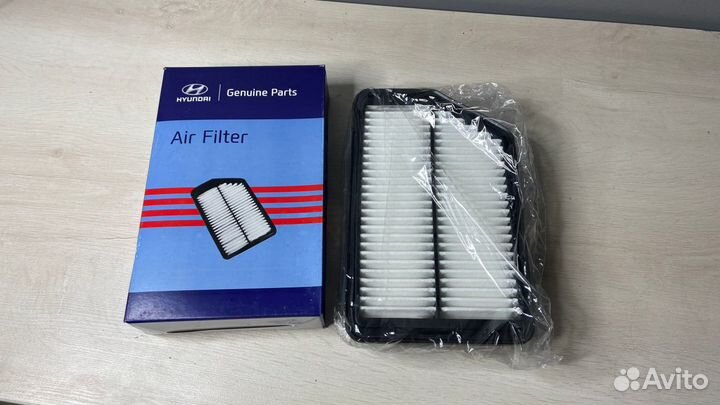 HYUNDAI
Genuine Parts
Air Filter
Avito